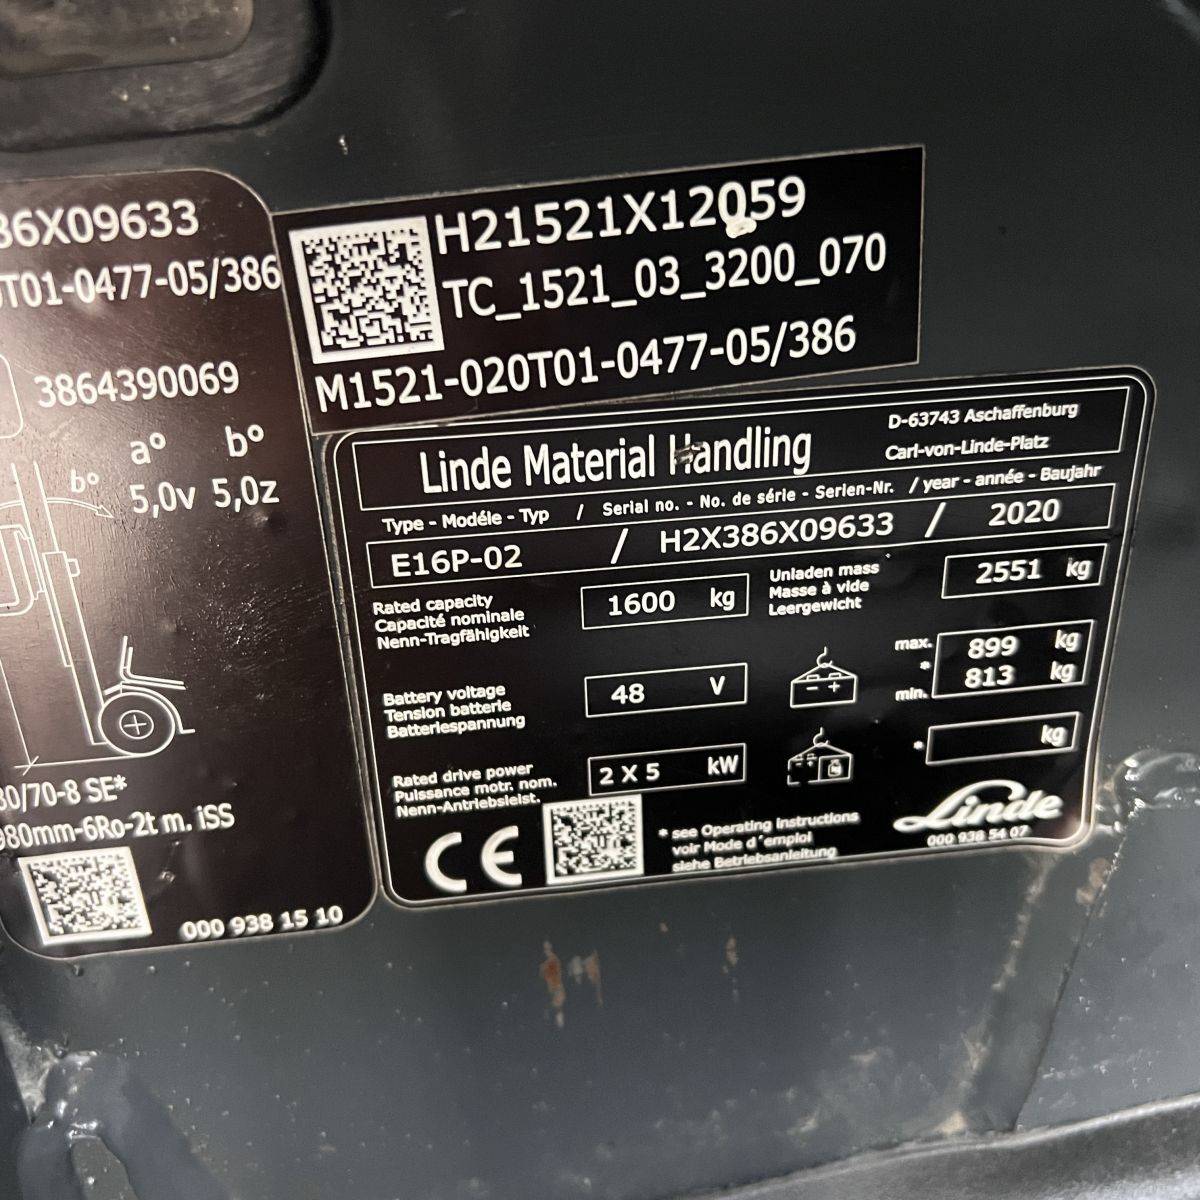 86X09633
T01-0477-05/386
3864390069
a° b°
b°
5,0v 5,0z
80/70-8 SE*
980mm-6Ro-2t m. iSS
000 938 15 10
H21521X12059
TC_1521_03_3200_070
M1521-020T01-0477-05/386
Linde Material Handling
D-63743 Aschaffenburg
Carl-von-Linde-Platz
Type - Modéle - Typ / Serial no. - No. de série - Serien-Nr. / year - année - Baujahr
E16P-02 / H2X386X09633 / 2020
Rated capacity
Capacité nominale
Nenn-Tragfähigkeit
1600 kg
Unladen mass
Masse à vide
Leergewicht
2551 kg
Battery voltage
Tension batterie
Batteriespannung
48 V
- +
max. 899 kg
*
min. 813 kg
Rated drive power
Puissance motr. nom.
Nenn-Antriebsleist.
2 X 5 kW
* kg
CE
* see Operating Instructions
voir Mode d´emploi
siehe Betriebsanleitung
Linde
000 938 54 07